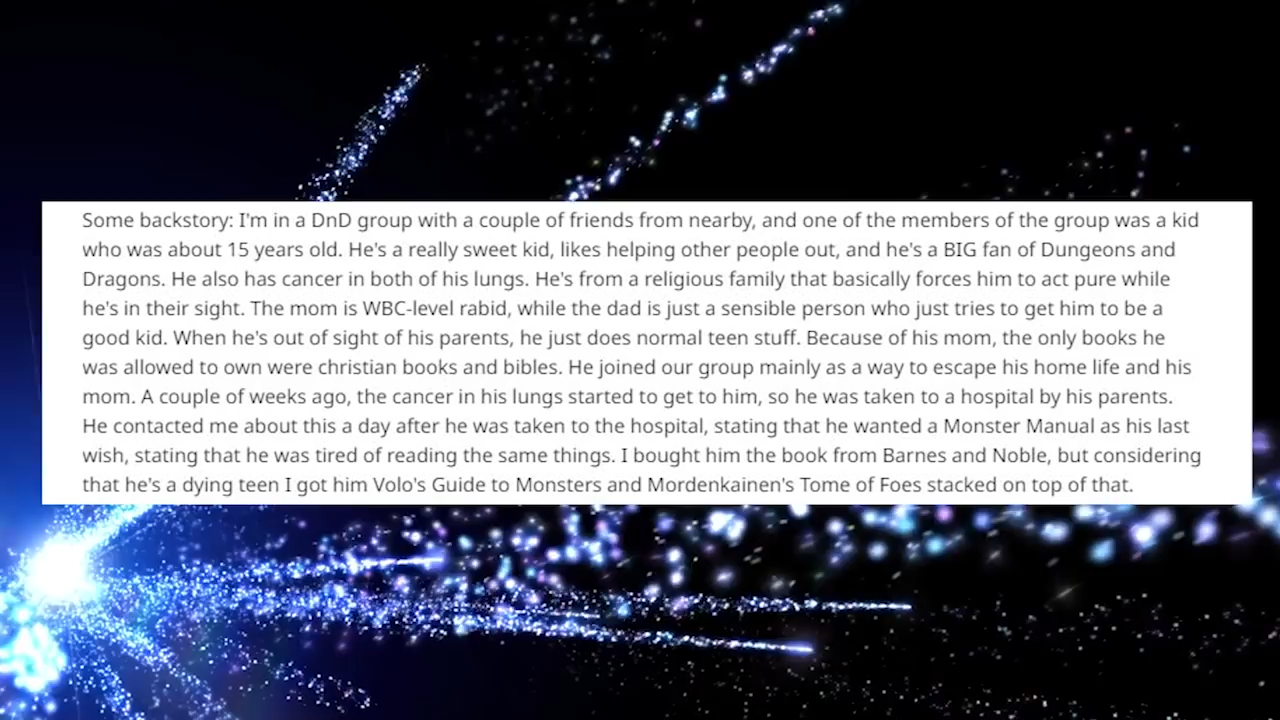 Some backstory: I'm in a DnD group with a couple of friends from nearby, and one of the members of the group was a kid
who was about 15 years old. He's a really sweet kid, likes helping other people out, and he's a BIG fan of Dungeons and
Dragons. He also has cancer in both of his lungs. He's from a religious family that basically forces him to act pure while
he's in their sight. The mom is WBC-level rabid, while the dad is just a sensible person who just tries to get him to be a
good kid. When he's out of sight of his parents, he just does normal teen stuff. Because of his mom, the only books he
was allowed to own were christian books and bibles. He joined our group mainly as a way to escape his home life and his
mom. A couple of weeks ago, the cancer in his lungs started to get to him, so he was taken to a hospital by his parents.
He contacted me about this a day after he was taken to the hospital, stating that he wanted a Monster Manual as his last
wish, stating that he was tired of reading the same things. I bought him the book from Barnes and Noble, but considering
that he's a dying teen I got him Volo's Guide to Monsters and Mordenkainen's Tome of Foes stacked on top of that.